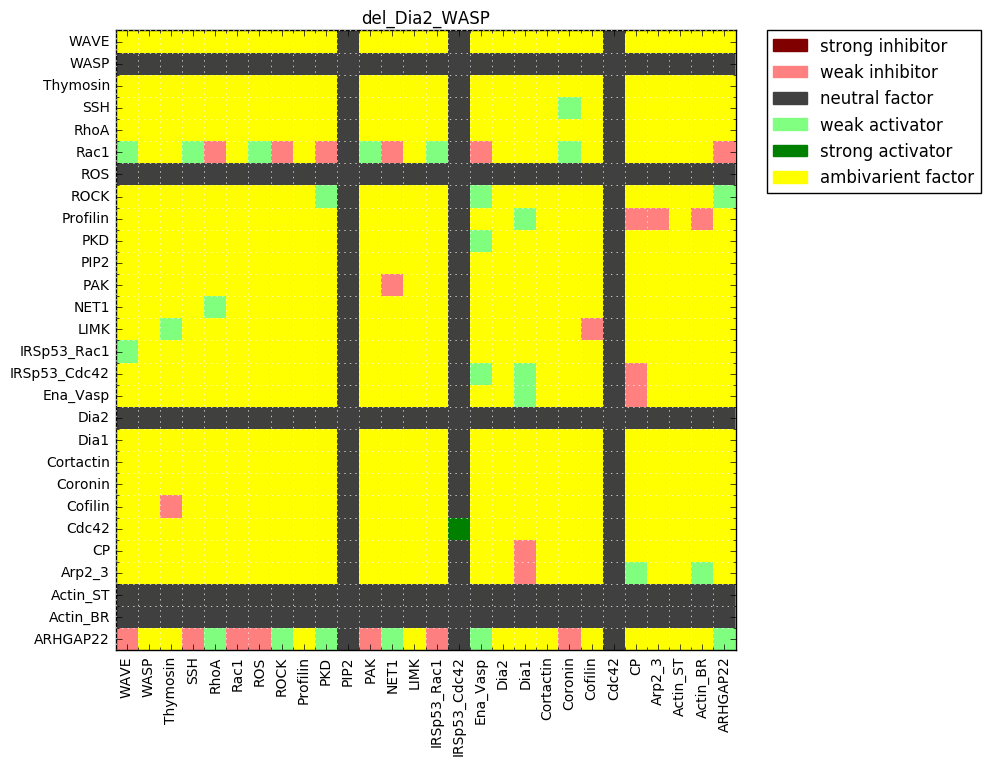 del_Dia2_WASP
WAVE
WASP
Thymosin
SSH
RhoA
Rac1
ROS
ROCK
Profilin
PKD
PIP2
PAK
NET1
LIMK
IRSp53_Rac1
IRSp53_Cdc42
Ena_Vasp
Dia2
Dia1
Cortactin
Coronin
Cofilin
Cdc42
CP
Arp2_3
Actin_ST
Actin_BR
ARHGAP22
WAVE
WASP
Thymosin
SSH
RhoA
Rac1
ROS
ROCK
Profilin
PKD
PIP2
PAK
NET1
LIMK
IRSp53_Rac1
IRSp53_Cdc42
Ena_Vasp
Dia2
Dia1
Cortactin
Coronin
Cofilin
Cdc42
CP
Arp2_3
Actin_ST
Actin_BR
ARHGAP22
strong inhibitor
weak inhibitor
neutral factor
weak activator
strong activator
ambivarient factor